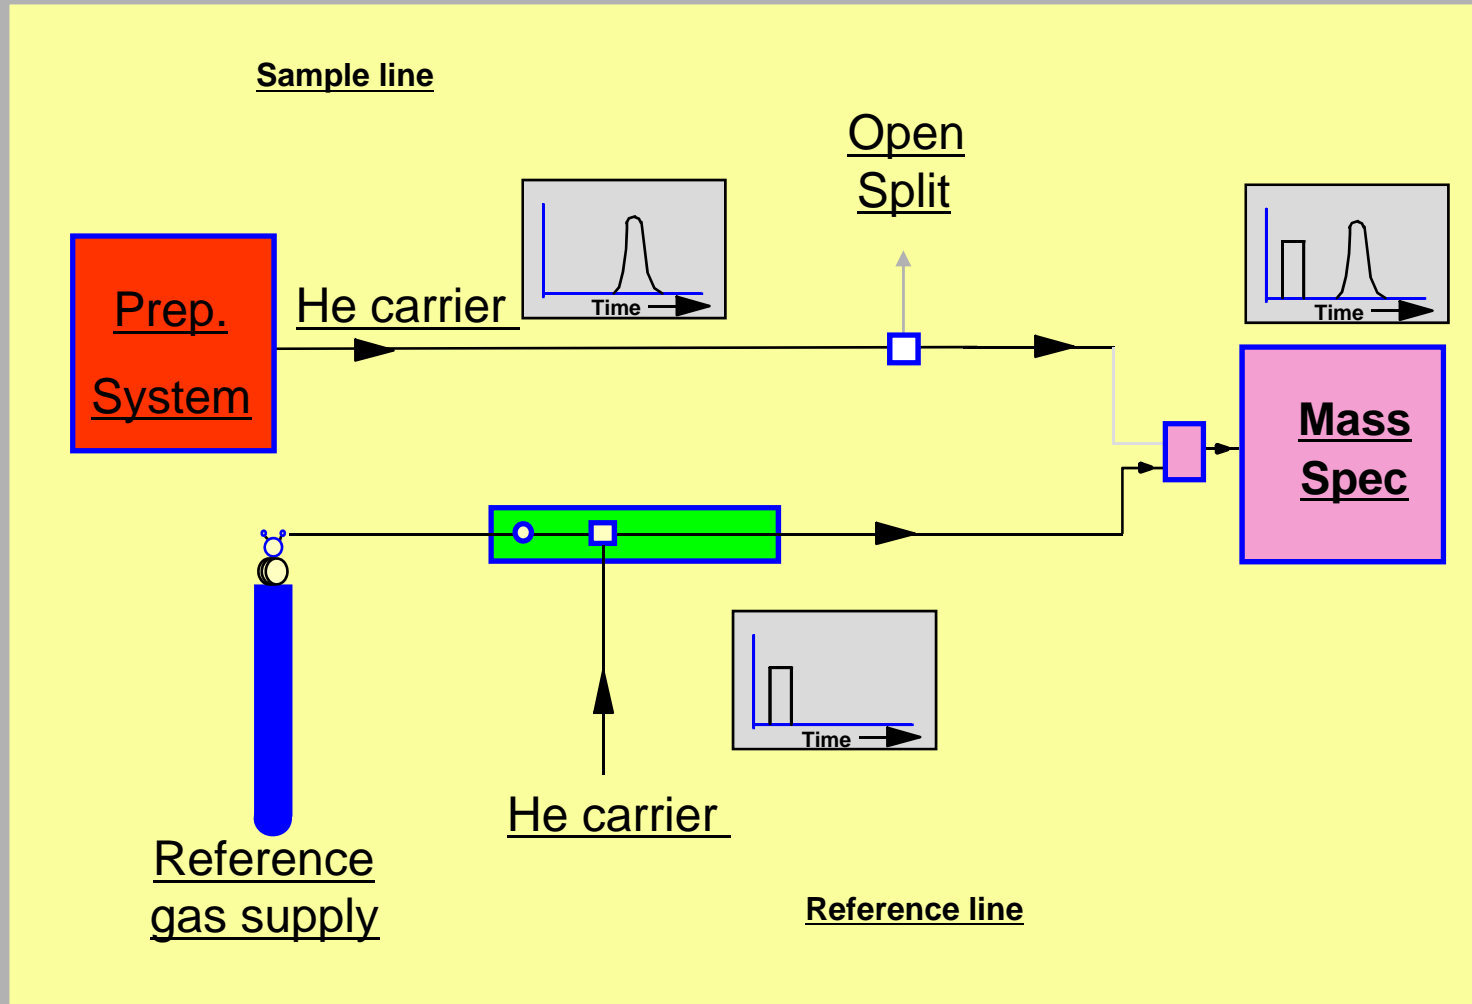 Sample line
Open
Split
Prep.
System
He carrier
Time
Time
Mass
Spec
Time
He carrier
Reference
gas supply
Reference line